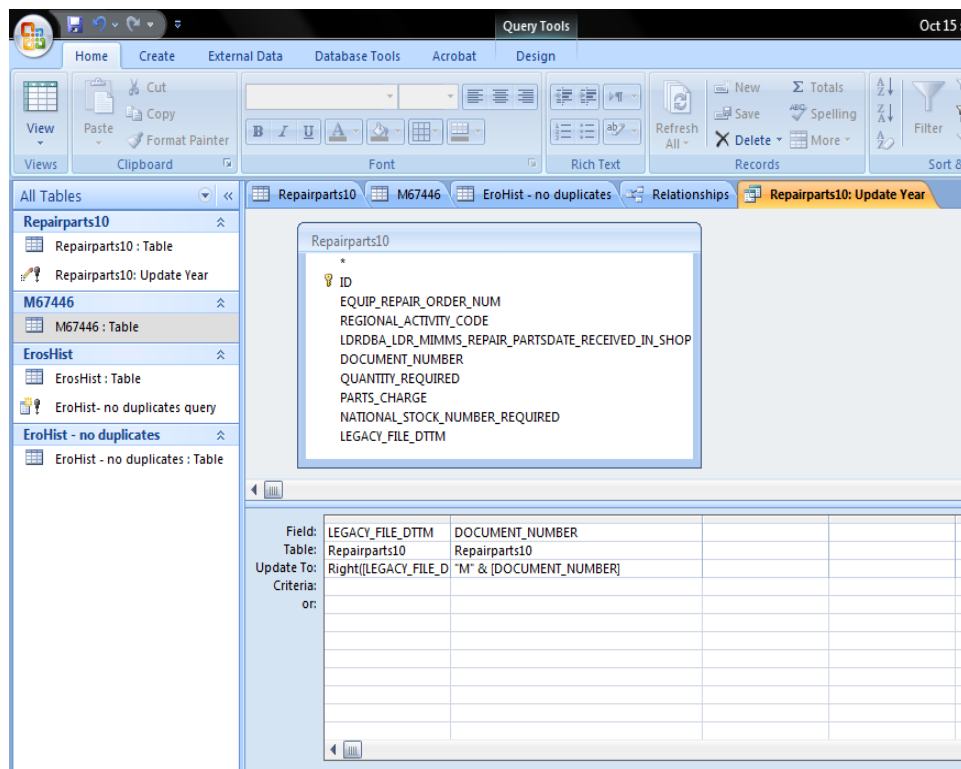 Query Tools
Oct 15
Home Create External Data Database Tools Acrobat Design
View
Views
Paste
Cut
Copy
Format Painter
Clipboard
B I U A
Font
ab
Rich Text
Refresh All
New
Save
Delete
Totals
Spelling
More
Records
Filter
Sort &
All Tables «
Repairparts10
Repairparts10 : Table
Repairparts10: Update Year
M67446
M67446 : Table
ErosHist
ErosHist : Table
EroHist- no duplicates query
EroHist - no duplicates
EroHist - no duplicates : Table
Repairparts10 M67446 EroHist - no duplicates Relationships Repairparts10: Update Year
Repairparts10
*
ID
EQUIP_REPAIR_ORDER_NUM
REGIONAL_ACTIVITY_CODE
LDRDBA_LDR_MIMMS_REPAIR_PARTSDATE_RECEIVED_IN_SHOP
DOCUMENT_NUMBER
QUANTITY_REQUIRED
PARTS_CHARGE
NATIONAL_STOCK_NUMBER_REQUIRED
LEGACY_FILE_DTTM
Field: LEGACY_FILE_DTTM DOCUMENT_NUMBER
Table: Repairparts10 Repairparts10
Update To: Right([LEGACY_FILE_D "M" & [DOCUMENT_NUMBER]
Criteria:
or: